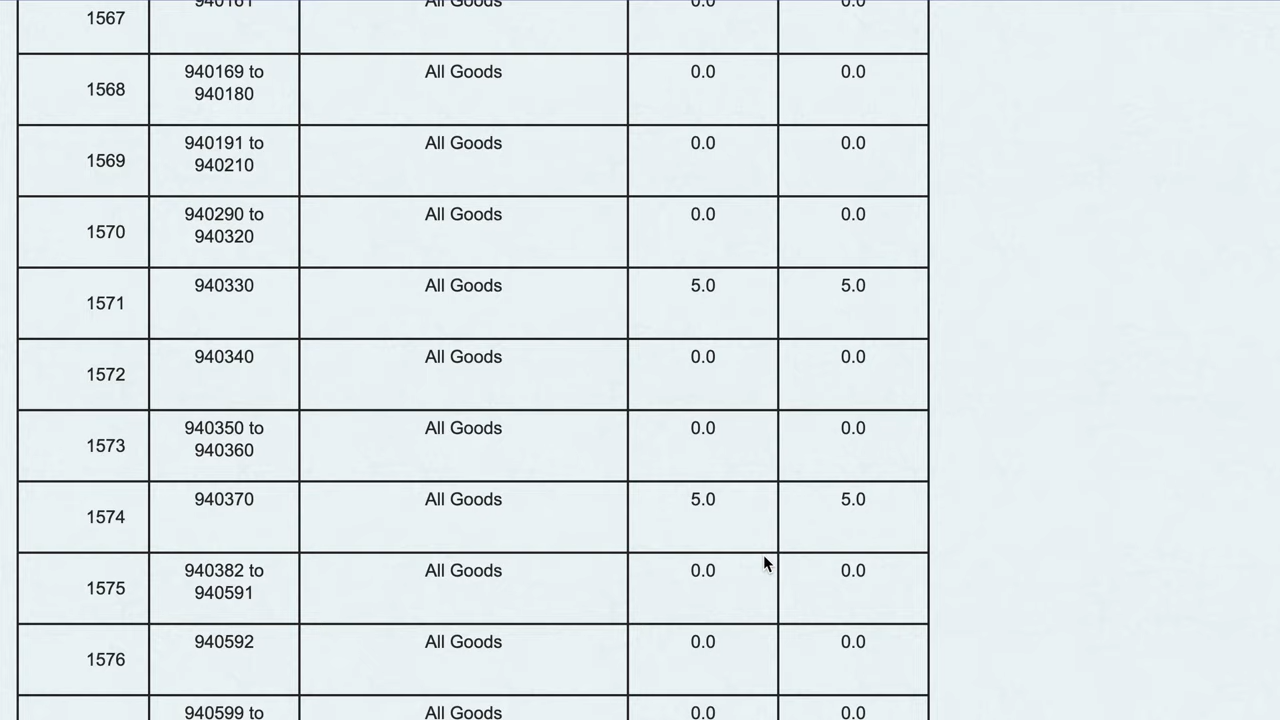 1567 940161 All Goods 0.0 0.0
1568 940169 to 940180 All Goods 0.0 0.0
1569 940191 to 940210 All Goods 0.0 0.0
1570 940290 to 940320 All Goods 0.0 0.0
1571 940330 All Goods 5.0 5.0
1572 940340 All Goods 0.0 0.0
1573 940350 to 940360 All Goods 0.0 0.0
1574 940370 All Goods 5.0 5.0
1575 940382 to 940591 All Goods 0.0 0.0
1576 940592 All Goods 0.0 0.0
940599 to All Goods 0.0 0.0